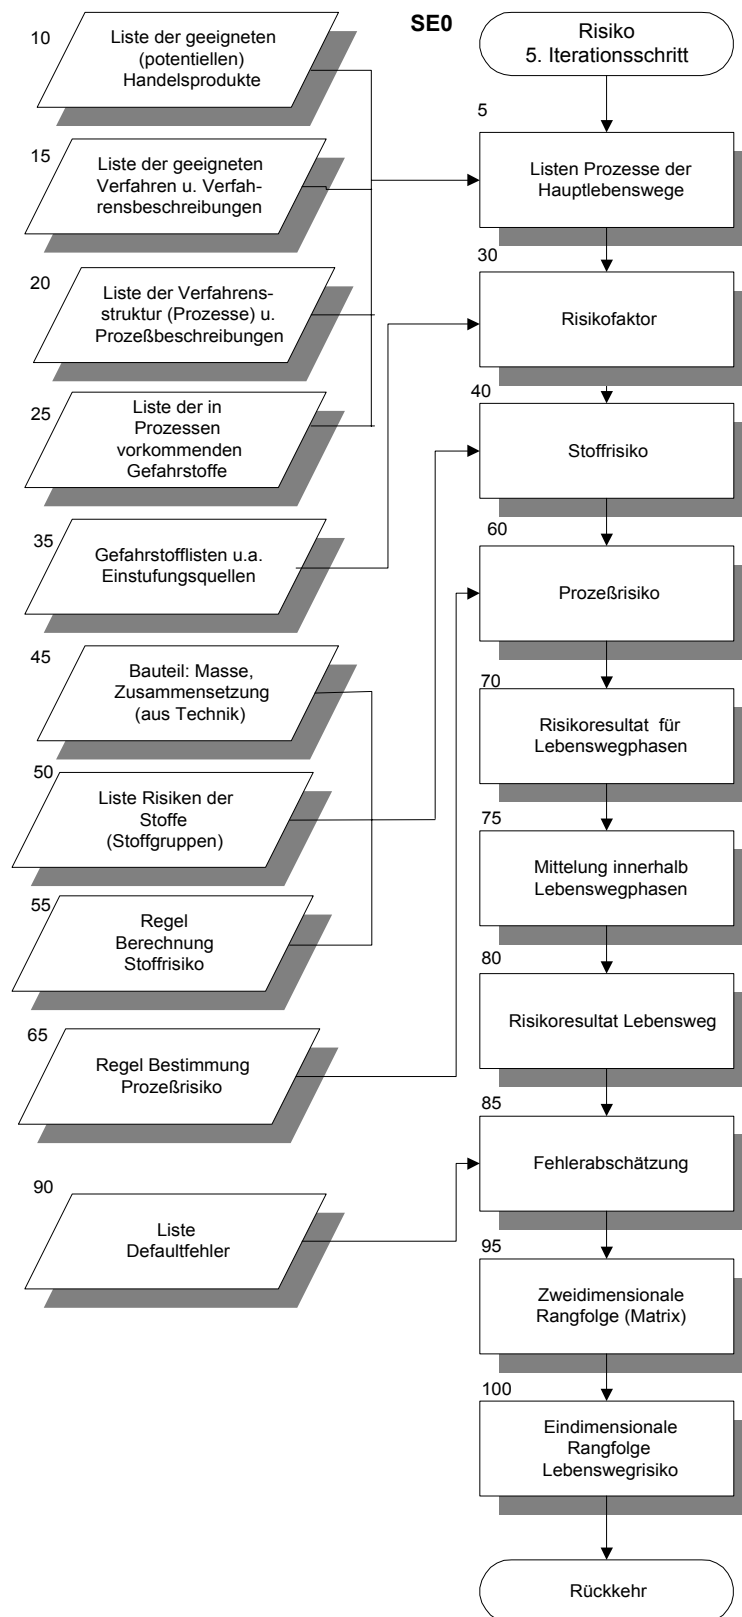 SE0
Risiko
5. Iterationsschritt
10
Liste der geeigneten
(potentiellen)
Handelsprodukte
5
Listen Prozesse der
Hauptlebenswege
15
Liste der geeigneten
Verfahren u. Verfah-
rensbeschreibungen
30
Risikofaktor
20
Liste der Verfahrens-
struktur (Prozesse) u.
Prozeßbeschreibungen
40
Stoffrisiko
25
Liste der in
Prozessen
vorkommenden
Gefahrstoffe
60
Prozeßrisiko
35
Gefahrstofflisten u.a.
Einstufungsquellen
70
Risikoresultat für
Lebenswegphasen
45
Bauteil: Masse,
Zusammensetzung
(aus Technik)
75
Mittelung innerhalb
Lebenswegphasen
50
Liste Risiken der
Stoffe
(Stoffgruppen)
80
Risikoresultat Lebensweg
55
Regel
Berechnung
Stoffrisiko
85
Fehlerabschätzung
65
Regel Bestimmung
Prozeßrisiko
95
Zweidimensionale
Rangfolge (Matrix)
90
Liste
Defaultfehler
100
Eindimensionale
Rangfolge
Lebenswegrisiko
Rückkehr